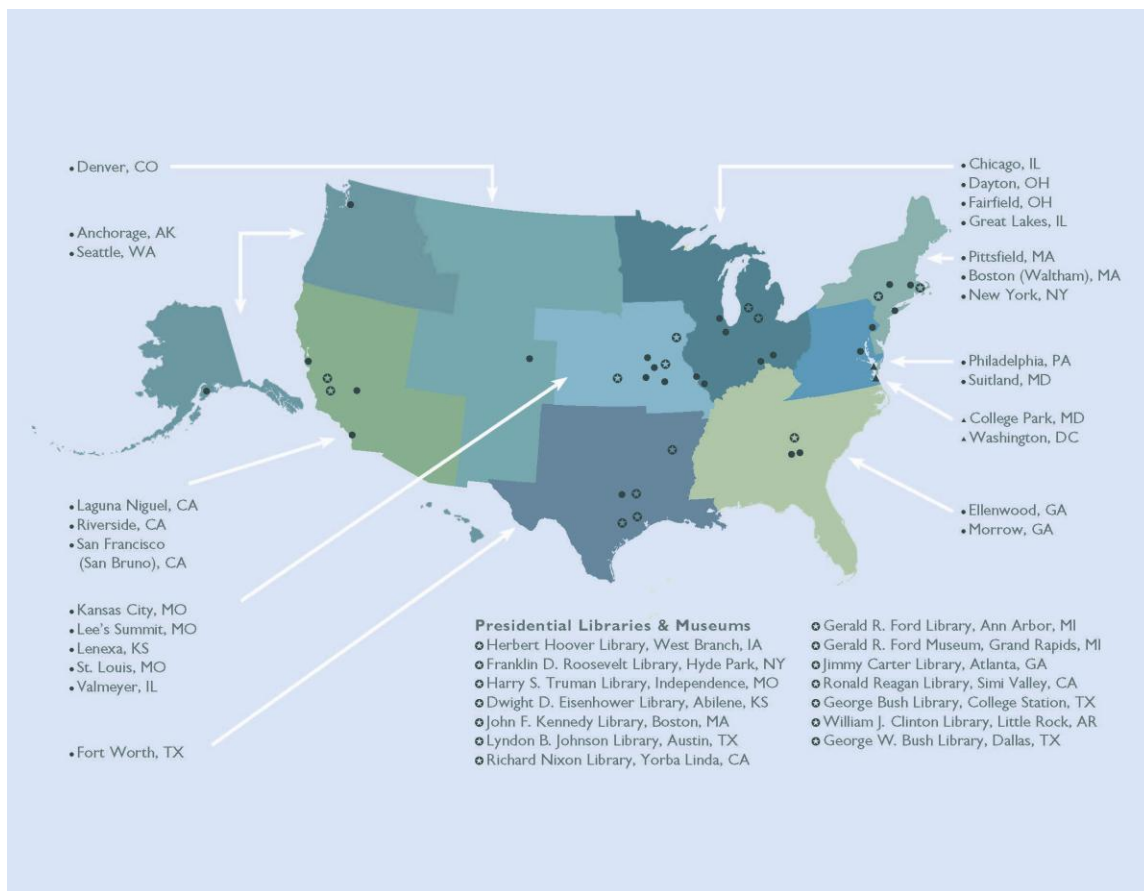 Denver, CO
Anchorage, AK
Seattle, WA
Chicago, IL
Dayton, OH
Fairfield, OH
Great Lakes, IL
Pittsfield, MA
Boston (Waltham), MA
New York, NY
Philadelphia, PA
Suitland, MD
College Park, MD
Washington, DC
Ellenwood, GA
Morrow, GA
Laguna Niguel, CA
Riverside, CA
San Francisco
(San Bruno), CA
Kansas City, MO
Lee's Summit, MO
Lenexa, KS
St. Louis, MO
Valmeyer, IL
Fort Worth, TX
Presidential Libraries & Museums
Herbert Hoover Library, West Branch, IA
Franklin D. Roosevelt Library, Hyde Park, NY
Harry S. Truman Library, Independence, MO
Dwight D. Eisenhower Library, Abilene, KS
John F. Kennedy Library, Boston, MA
Lyndon B. Johnson Library, Austin, TX
Richard Nixon Library, Yorba Linda, CA
Gerald R. Ford Library, Ann Arbor, MI
Gerald R. Ford Museum, Grand Rapids, MI
Jimmy Carter Library, Atlanta, GA
Ronald Reagan Library, Simi Valley, CA
George Bush Library, College Station, TX
William J. Clinton Library, Little Rock, AR
George W. Bush Library, Dallas, TX